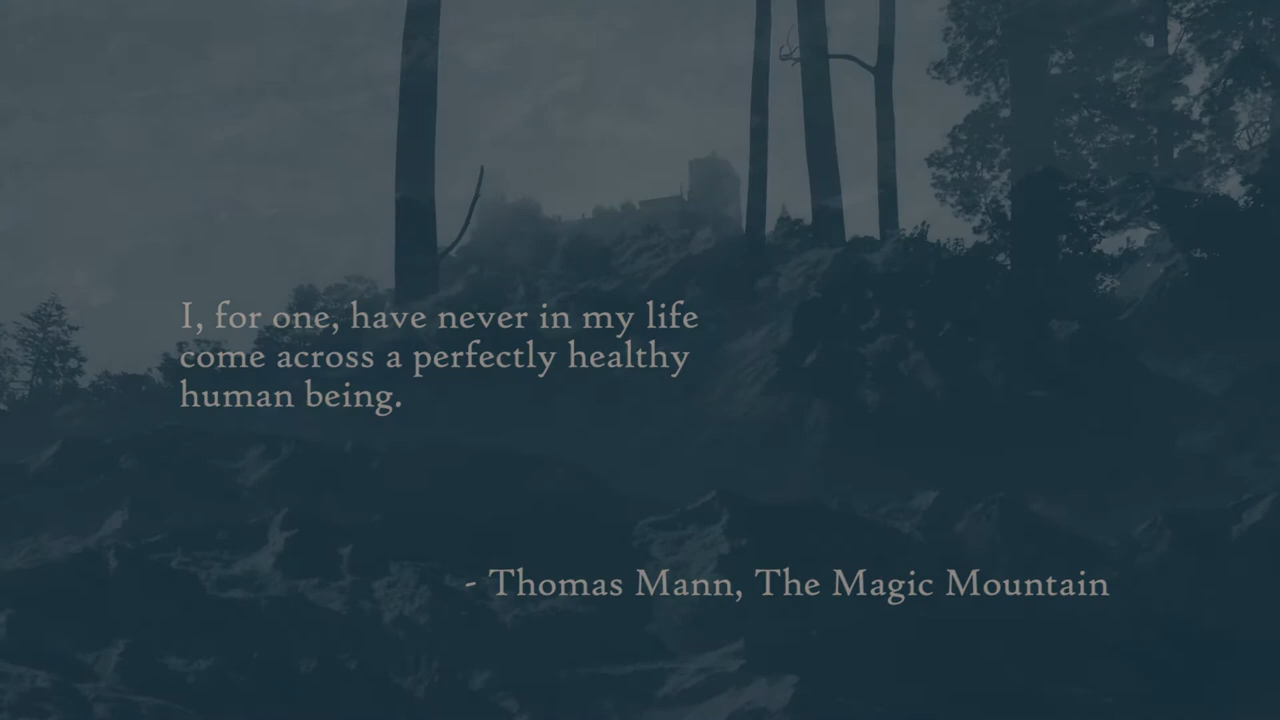 I, for one, have never in my life
come across a perfectly healthy
human being.
- Thomas Mann, The Magic Mountain